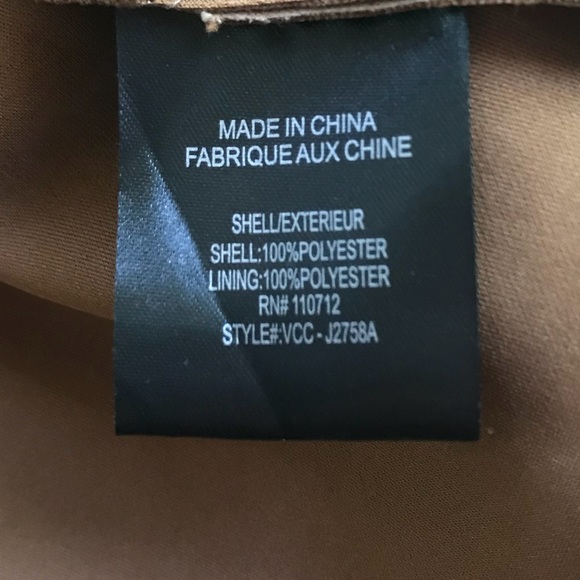 MADE IN CHINA
FABRIQUE AUX CHINE
SHELL/EXTERIEUR
SHELL:100%POLYESTER
LINING:100%POLYESTER
RN# 110712
STYLE#:VCC - J2758A